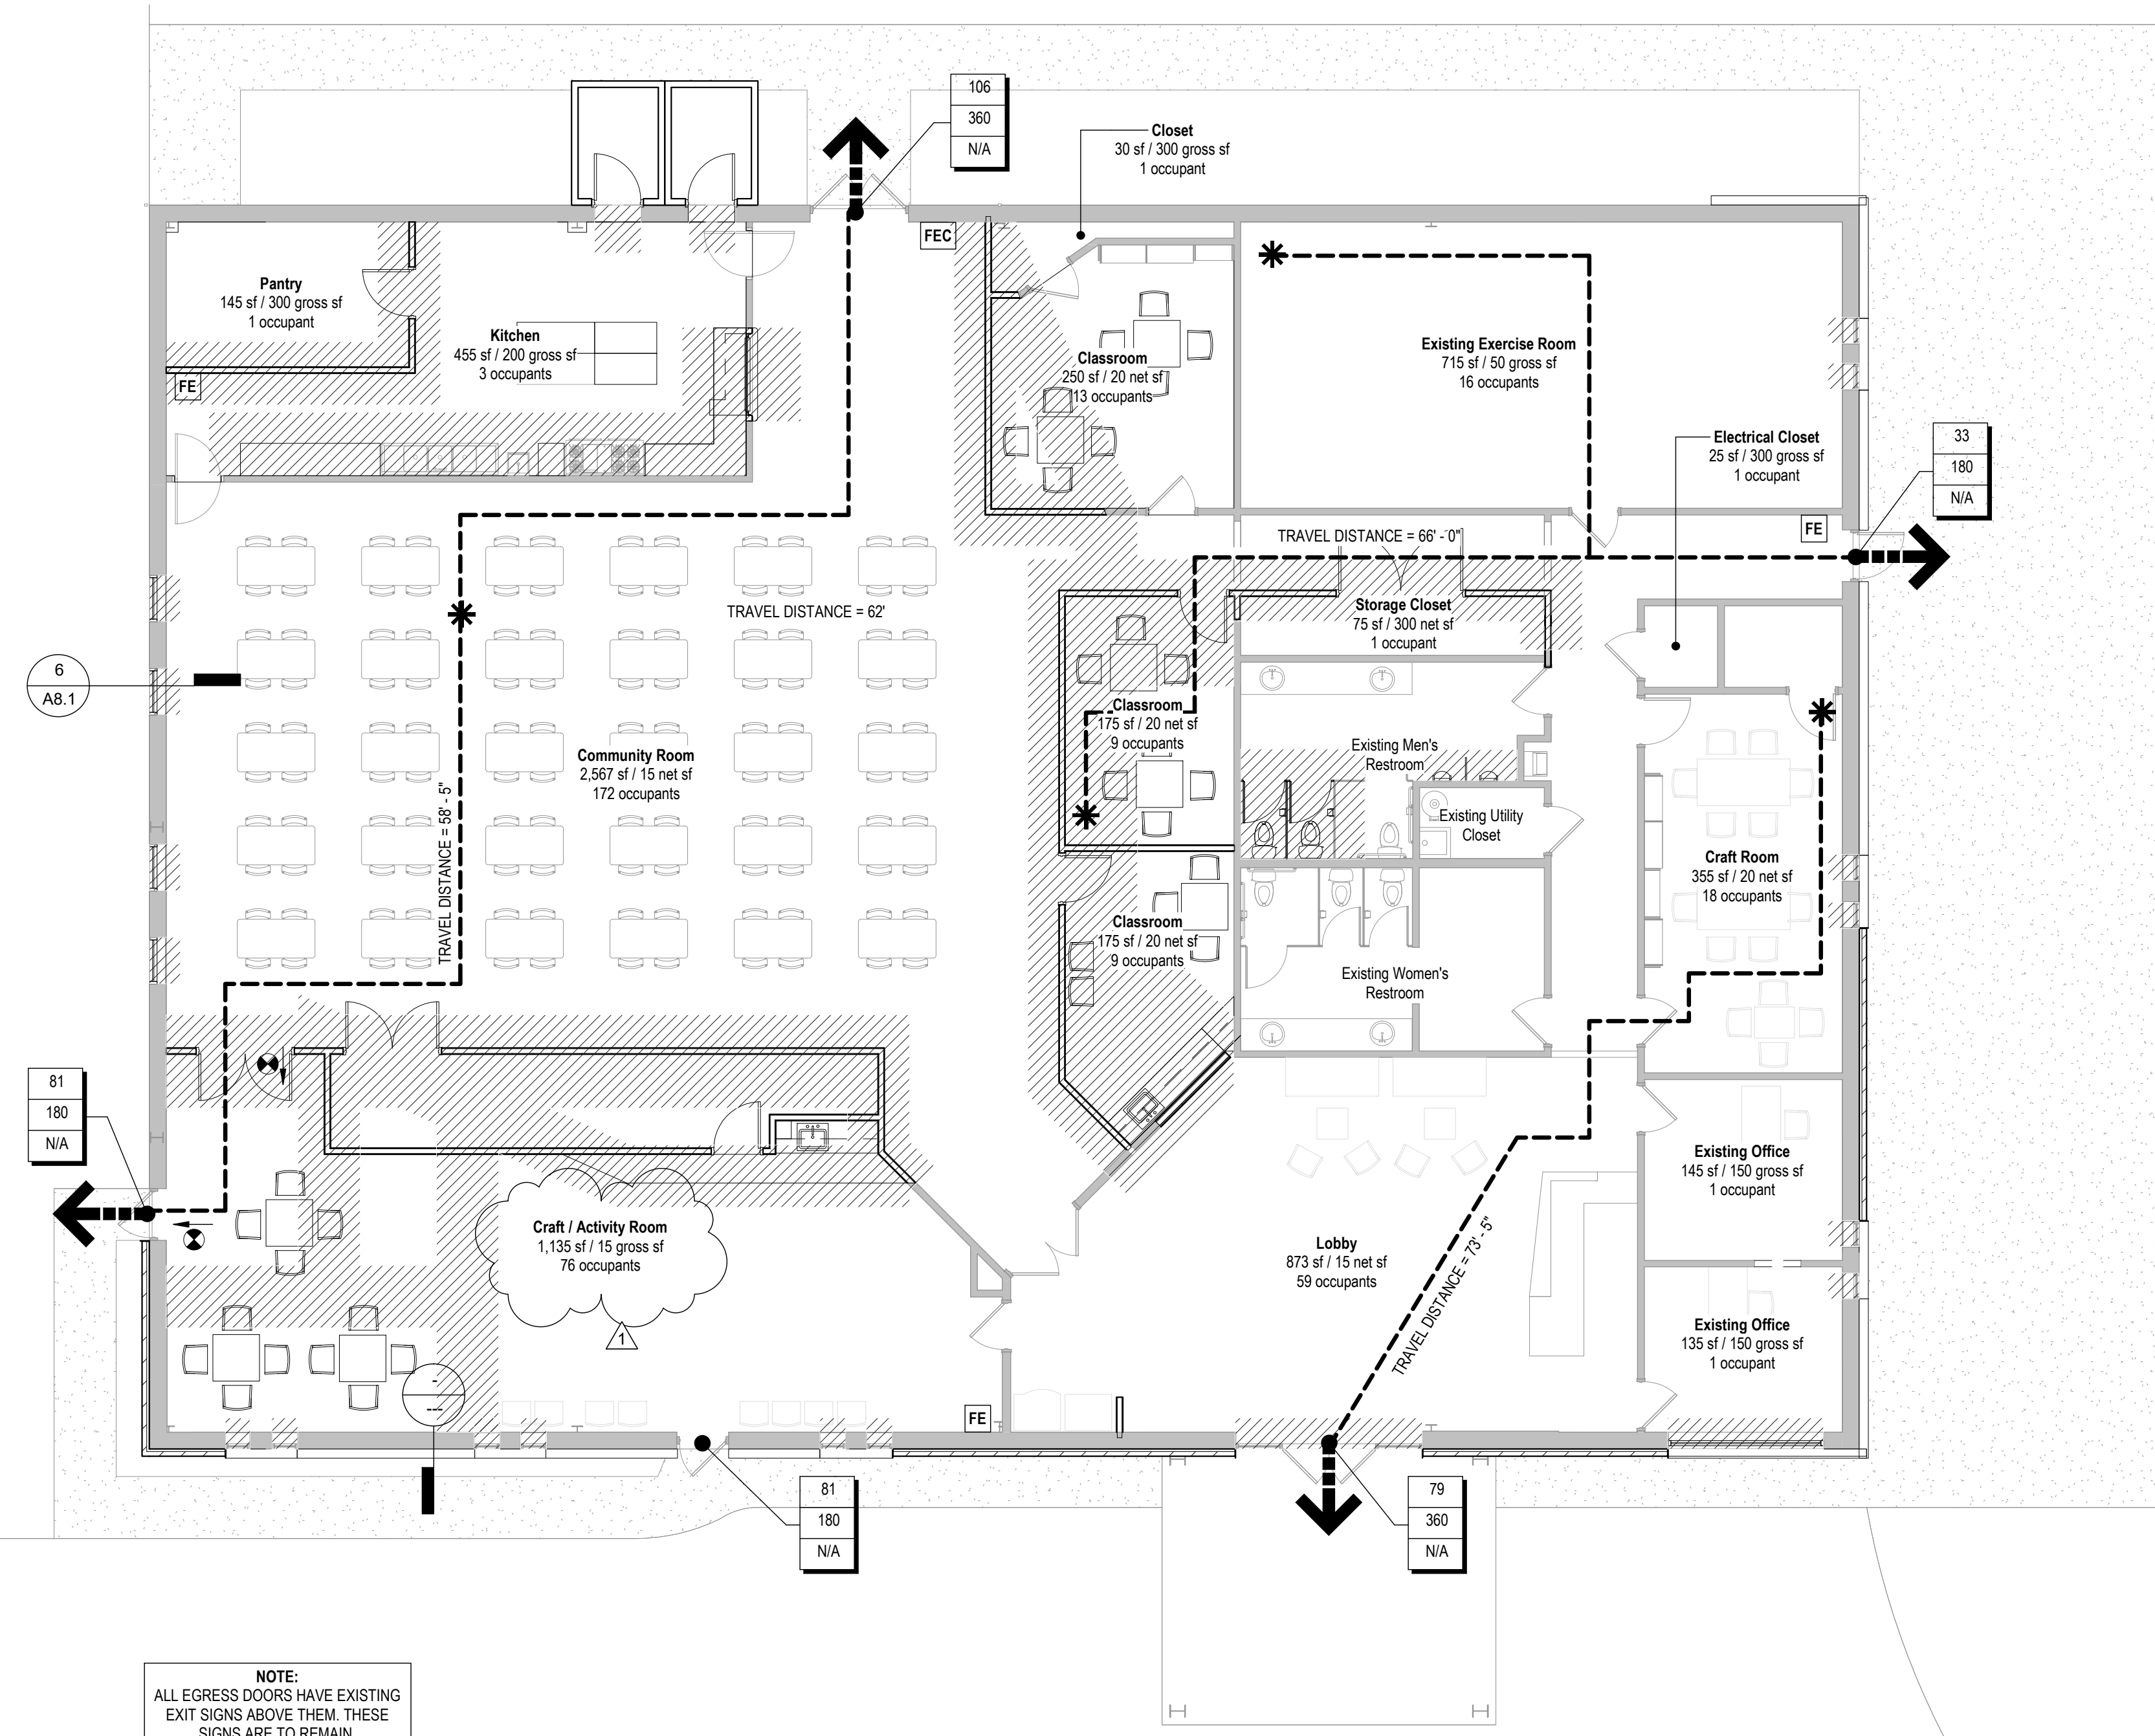 106
360
N/A
Closet
30 sf / 300 gross sf
1 occupant
FEC
Pantry
145 sf / 300 gross sf
1 occupant
Kitchen
455 sf / 200 gross sf
3 occupants
FE
Classroom
250 sf / 20 net sf
13 occupants
Existing Exercise Room
715 sf / 50 gross sf
16 occupants
Electrical Closet
25 sf / 300 gross sf
1 occupant
33
180
N/A
FE
TRAVEL DISTANCE = 66' - 0"
TRAVEL DISTANCE = 62'
Storage Closet
75 sf / 300 net sf
1 occupant
6
A8.1
Classroom
175 sf / 20 net sf
9 occupants
Existing Men's
Restroom
Community Room
2,567 sf / 15 net sf
172 occupants
TRAVEL DISTANCE = 58' - 5"
Existing Utility
Closet
Craft Room
355 sf / 20 net sf
18 occupants
Classroom
175 sf / 20 net sf
9 occupants
Existing Women's
Restroom
81
180
N/A
Existing Office
145 sf / 150 gross sf
1 occupant
Craft / Activity Room
1,135 sf / 15 gross sf
76 occupants
1
Lobby
873 sf / 15 net sf
59 occupants
TRAVEL DISTANCE = 73' - 5"
Existing Office
135 sf / 150 gross sf
1 occupant
-
---
FE
81
180
N/A
79
360
N/A
NOTE:
ALL EGRESS DOORS HAVE EXISTING
EXIT SIGNS ABOVE THEM. THESE
SIGNS ARE TO REMAIN